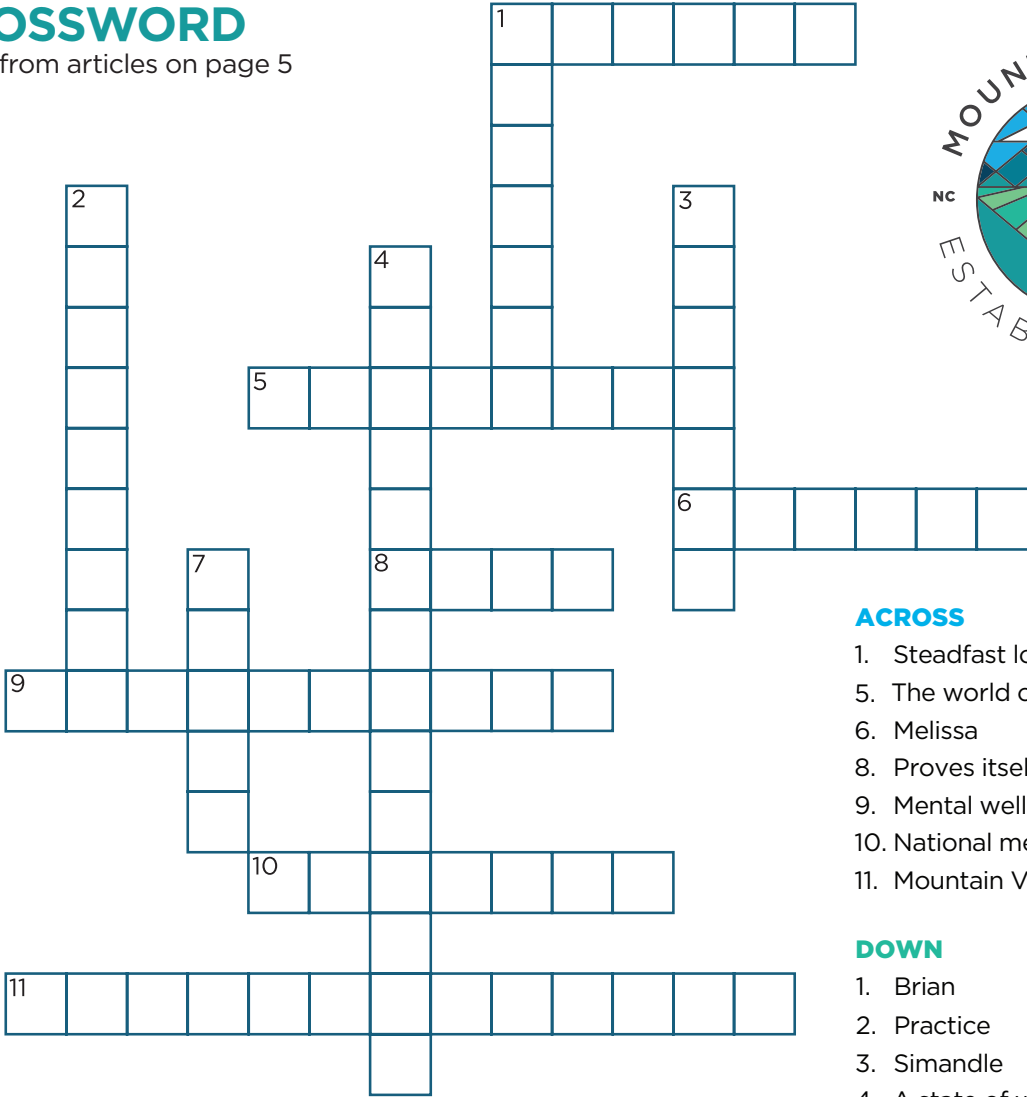 OSSWORD
from articles on page 5
1
MOUN
NC
ESTAB
2
3
4
5
6
7
8
9
10
11
ACROSS
1. Steadfast lo
5. The world o
6. Melissa
8. Proves itsel
9. Mental well
10. National me
11. Mountain V
DOWN
1. Brian
2. Practice
3. Simandle